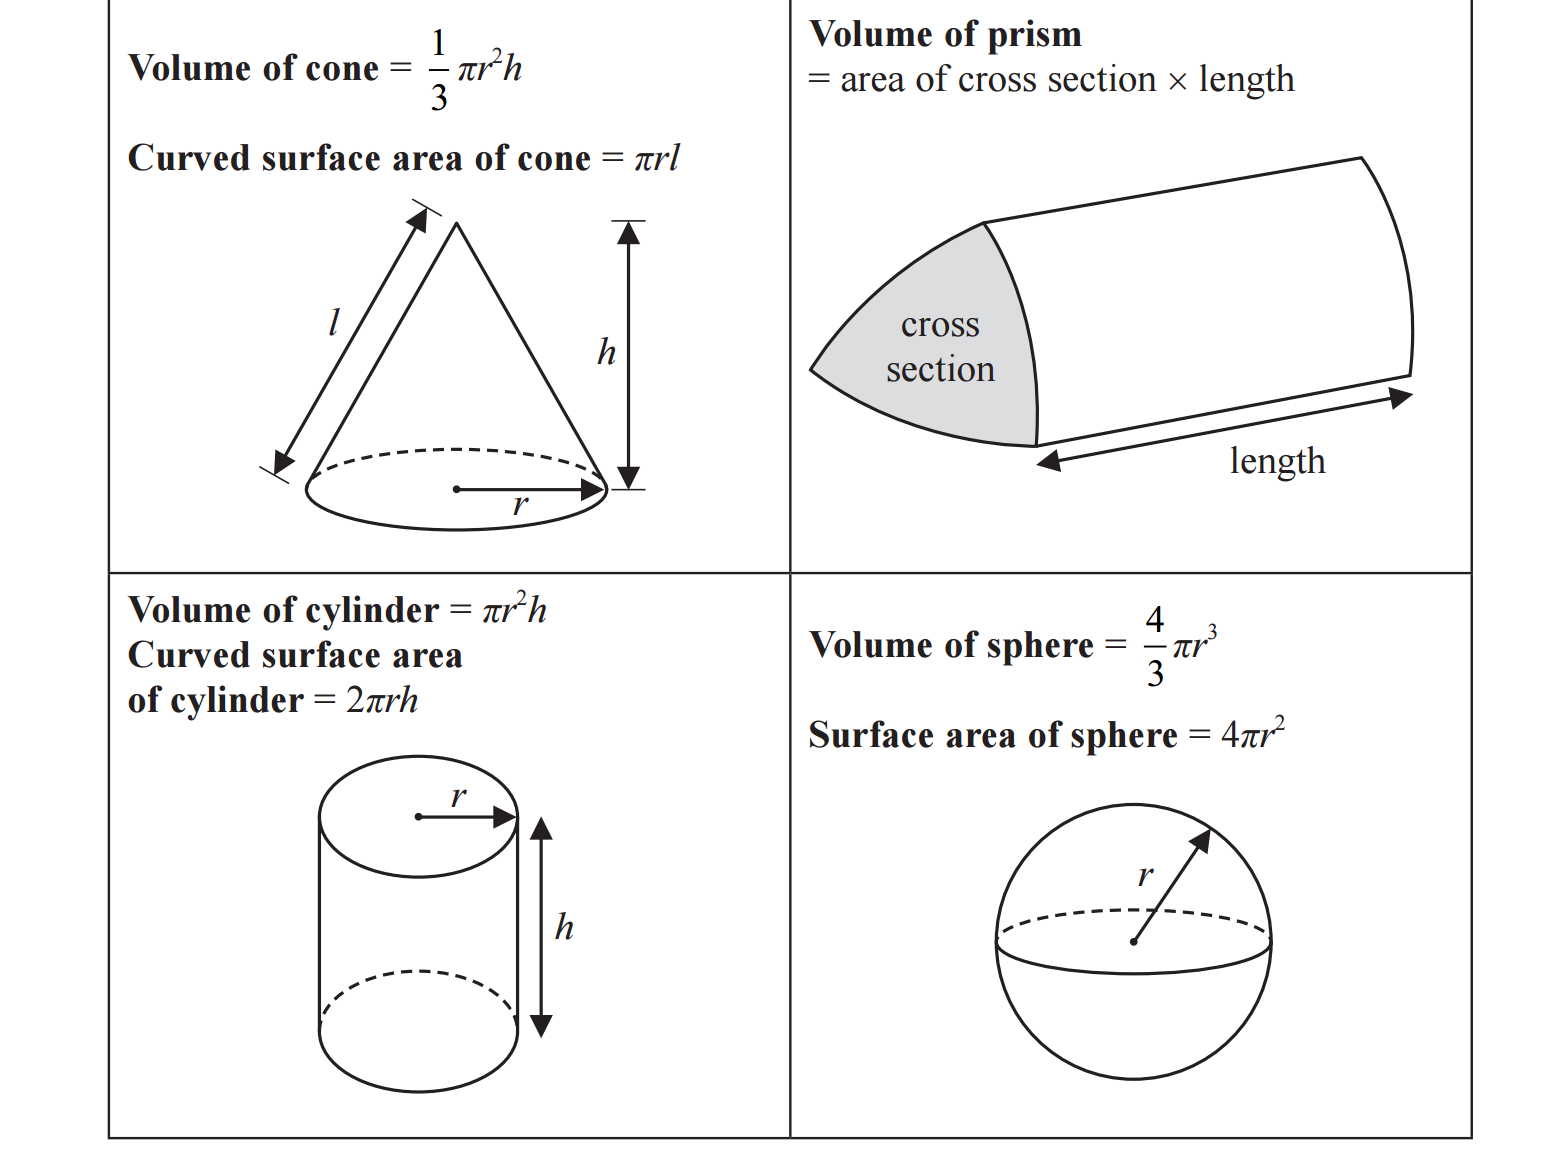 Volume of cone = 1/3 πr²h
Curved surface area of cone = πrl
l
h
r
Volume of prism
= area of cross section × length
cross
section
length
Volume of cylinder = πr²h
Curved surface area
of cylinder = 2πrh
r
h
Volume of sphere = 4/3 πr³
Surface area of sphere = 4πr²
r